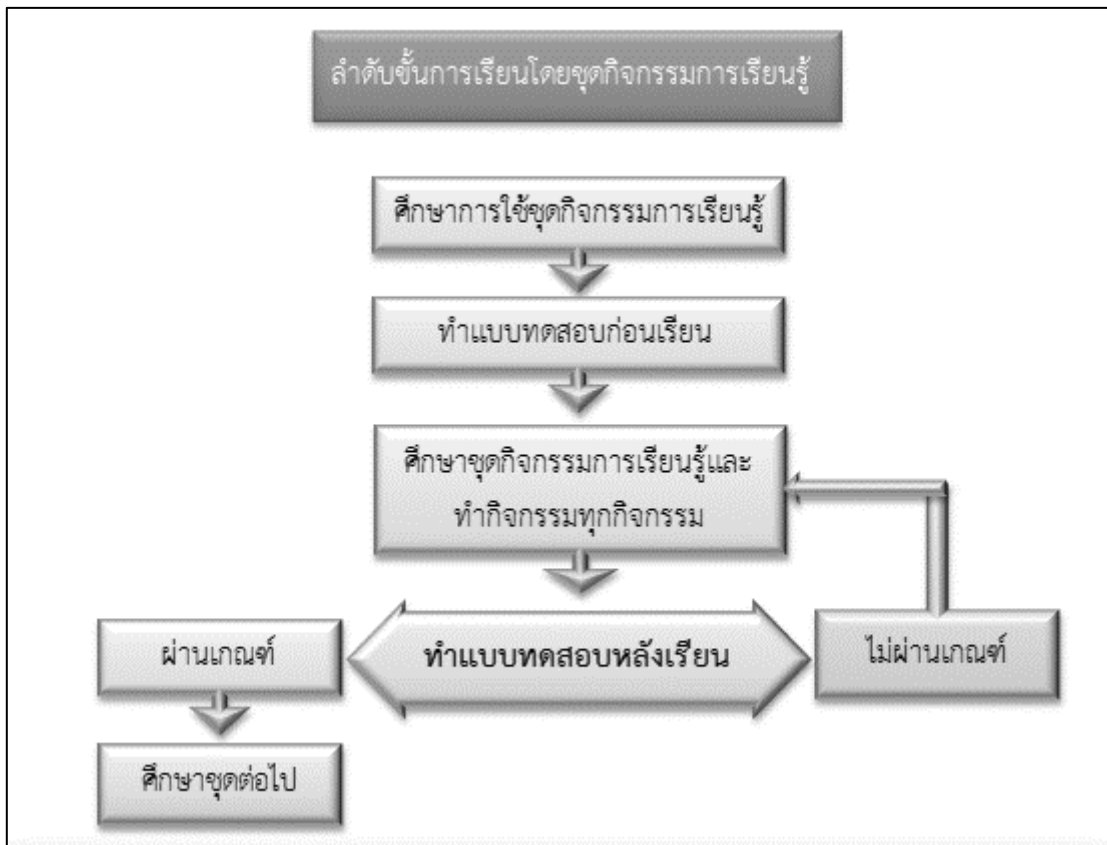 ลำดับขั้นการเรียนโดยชุดกิจกรรมการเรียนรู้
ศึกษาการใช้ชุดกิจกรรมการเรียนรู้
ทำแบบทดสอบก่อนเรียน
ศึกษาชุดกิจกรรมการเรียนรู้และ
ทำกิจกรรมทุกกิจกรรม
ผ่านเกณฑ์
ทำแบบทดสอบหลังเรียน
ไม่ผ่านเกณฑ์
ศึกษาชุดต่อไป